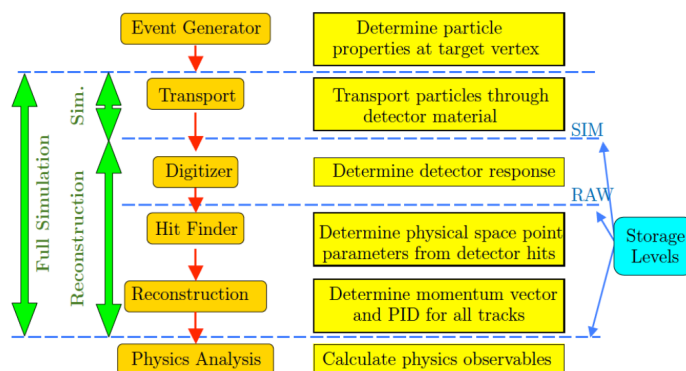 Event Generator
Determine particle
properties at target vertex
Full Simulation
Sim.
Transport
Transport particles through
detector material
SIM
Reconstruction
Digitizer
Determine detector response
RAW
Hit Finder
Determine physical space point
parameters from detector hits
Storage
Levels
Reconstruction
Determine momentum vector
and PID for all tracks
Physics Analysis
Calculate physics observables